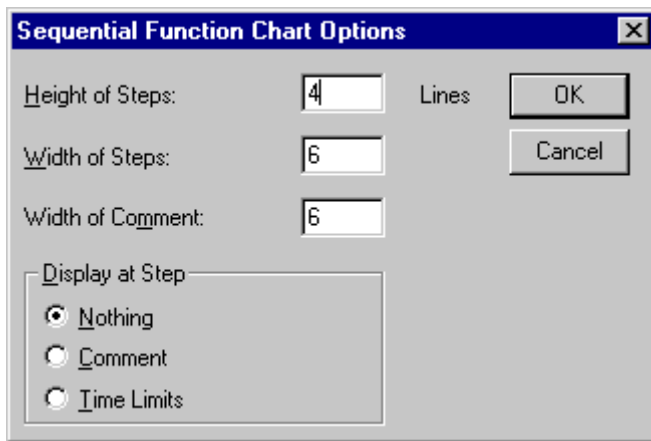 Sequential Function Chart Options
Height of Steps: 4 Lines OK
Width of Steps: 6 Cancel
Width of Comment: 6
Display at Step
Nothing
Comment
Time Limits